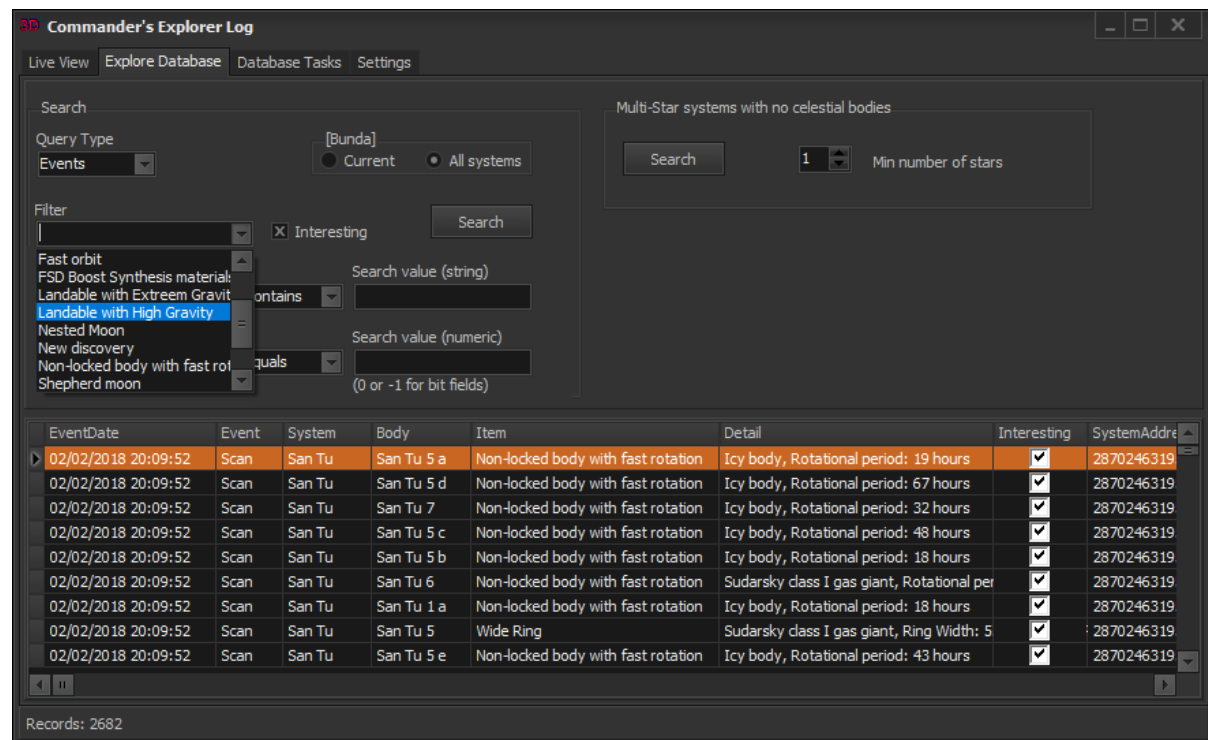 3D Commander's Explorer Log
Live View Explore Database Database Tasks Settings
Search
Query Type
Events
[Bunda]
Current All systems
Filter
Interesting
Search
Fast orbit
FSD Boost Synthesis materials
Landable with Extreem Gravit
Landable with High Gravity
Nested Moon
New discovery
Non-locked body with fast rot
Shepherd moon
ontains
Search value (string)
quals
Search value (numeric)
(0 or -1 for bit fields)
Multi-Star systems with no celestial bodies
Search 1 Min number of stars
EventDate Event System Body Item Detail Interesting SystemAddre
02/02/2018 20:09:52 Scan San Tu San Tu 5 a Non-locked body with fast rotation Icy body, Rotational period: 19 hours 2870246319
02/02/2018 20:09:52 Scan San Tu San Tu 5 d Non-locked body with fast rotation Icy body, Rotational period: 67 hours 2870246319
02/02/2018 20:09:52 Scan San Tu San Tu 7 Non-locked body with fast rotation Icy body, Rotational period: 32 hours 2870246319
02/02/2018 20:09:52 Scan San Tu San Tu 5 c Non-locked body with fast rotation Icy body, Rotational period: 48 hours 2870246319
02/02/2018 20:09:52 Scan San Tu San Tu 5 b Non-locked body with fast rotation Icy body, Rotational period: 18 hours 2870246319
02/02/2018 20:09:52 Scan San Tu San Tu 6 Non-locked body with fast rotation Sudarsky class I gas giant, Rotational per 2870246319
02/02/2018 20:09:52 Scan San Tu San Tu 1 a Non-locked body with fast rotation Icy body, Rotational period: 18 hours 2870246319
02/02/2018 20:09:52 Scan San Tu San Tu 5 Wide Ring Sudarsky class I gas giant, Ring Width: 5 2870246319
02/02/2018 20:09:52 Scan San Tu San Tu 5 e Non-locked body with fast rotation Icy body, Rotational period: 43 hours 2870246319
Records: 2682